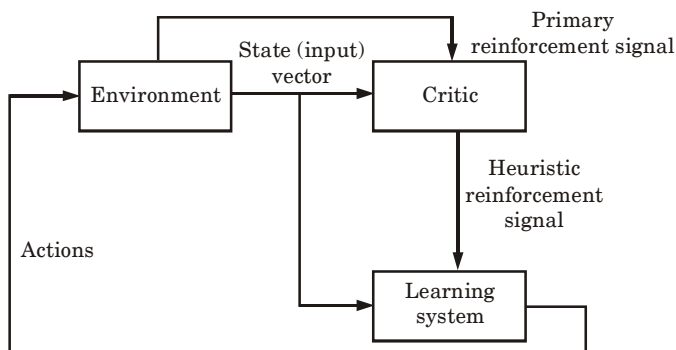 Primary
reinforcement signal
State (input)
vector
Environment
Critic
Heuristic
reinforcement
signal
Actions
Learning
system